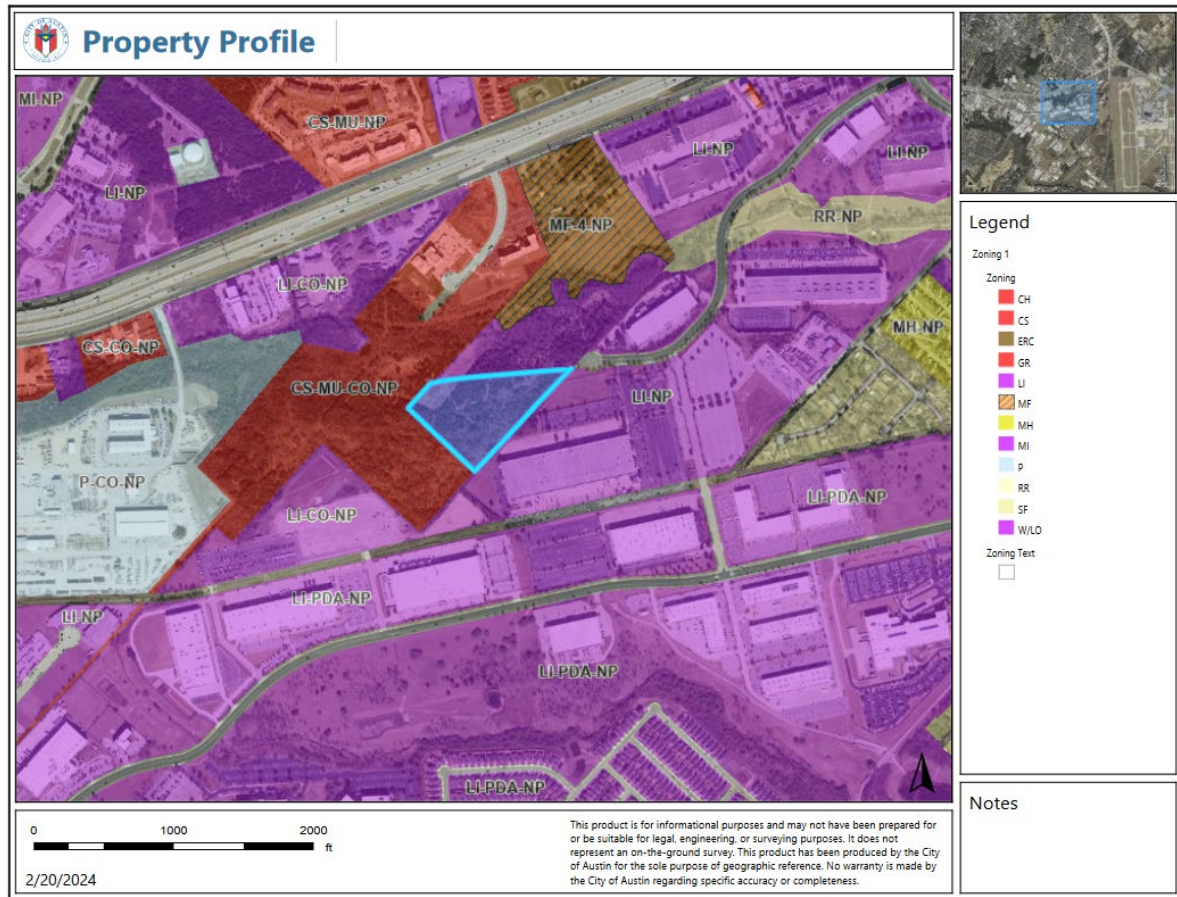 CITY OF AUSTIN
Property Profile
MI-NP
CS-MU-NP
LI-NP
LI-NP
LI-NP
MF-4-NP
RR-NP
LI-CO-NP
MH-NP
CS-CO-NP
CS-MU-CO-NP
LI-NP
P-CO-NP
LI-PDA-NP
LI-CO-NP
LI-PDA-NP
LI-NP
LI-PDA-NP
LI-PDA-NP
Legend
Zoning 1
Zoning
CH
CS
ERC
GR
LI
MF
MH
MI
P
RR
SF
W/LO
Zoning Text
Notes
0 1000 2000
ft
2/20/2024
This product is for informational purposes and may not have been prepared for
or be suitable for legal, engineering, or surveying purposes. It does not
represent an on-the-ground survey. This product has been produced by the City
of Austin for the sole purpose of geographic reference. No warranty is made by
the City of Austin regarding specific accuracy or completeness.